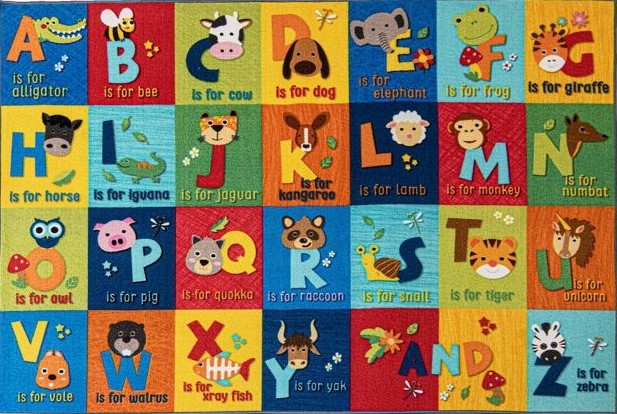 A
is for
alligator
B
is for bee
C
is for cow
D
is for dog
E
is for
elephant
F
is for frog
G
is for giraffe
H
is for horse
I
is for iguana
J
is for jaguar
K
is for
kangaroo
L
is for lamb
M
is for monkey
N
is for
numbat
O
is for owl
P
is for pig
Q
is for quokka
R
is for raccoon
S
is for snail
T
is for tiger
U
is for
unicorn
V
is for vole
W
is for walrus
X
is for
xray fish
Y
is for yak
AND
Z
is for
zebra